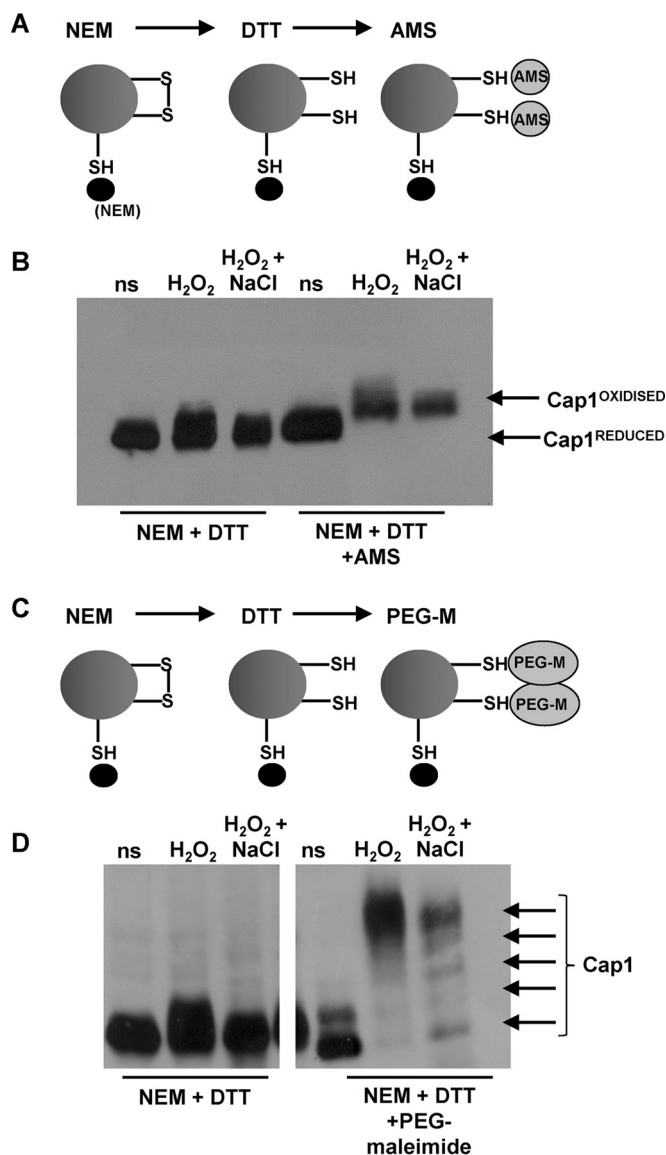 A
NEM DTT AMS
S SH SH AMS
S SH SH AMS
SH SH SH
(NEM)
B
ns H₂O₂ H₂O₂ + NaCl ns H₂O₂ H₂O₂ + NaCl
Cap1OXIDISED
Cap1REDUCED
NEM + DTT NEM + DTT
+AMS
C
NEM DTT PEG-M
S SH SH PEG-M
S SH SH PEG-M
SH SH SH
D
ns H₂O₂ H₂O₂ + NaCl ns H₂O₂ H₂O₂ + NaCl
Cap1
NEM + DTT NEM + DTT
+PEG-
maleimide